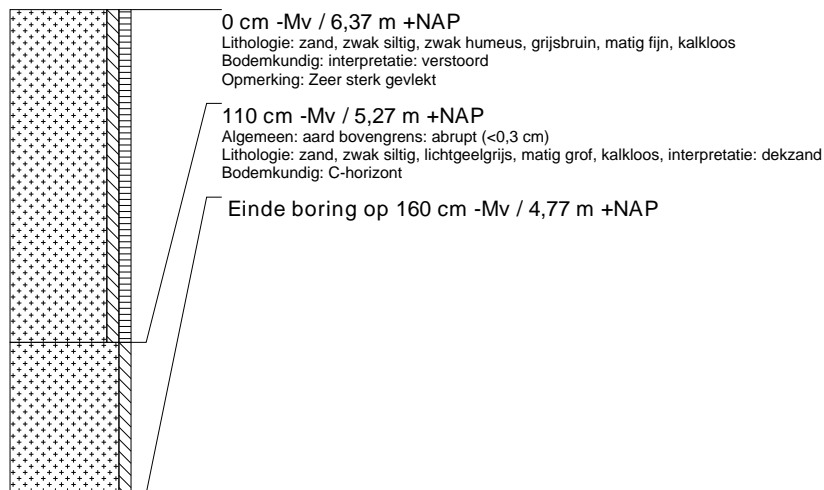 0 cm -Mv / 6,37 m +NAP
Lithologie: zand, zwak siltig, zwak humeus, grijsbruin, matig fijn, kalkloos
Bodemkundig: interpretatie: verstoord
Opmerking: Zeer sterk gevlekt
110 cm -Mv / 5,27 m +NAP
Algemeen: aard bovengrens: abrupt (<0,3 cm)
Lithologie: zand, zwak siltig, lichtgeelgrijs, matig grof, kalkloos, interpretatie: dekzand
Bodemkundig: C-horizont
Einde boring op 160 cm -Mv / 4,77 m +NAP